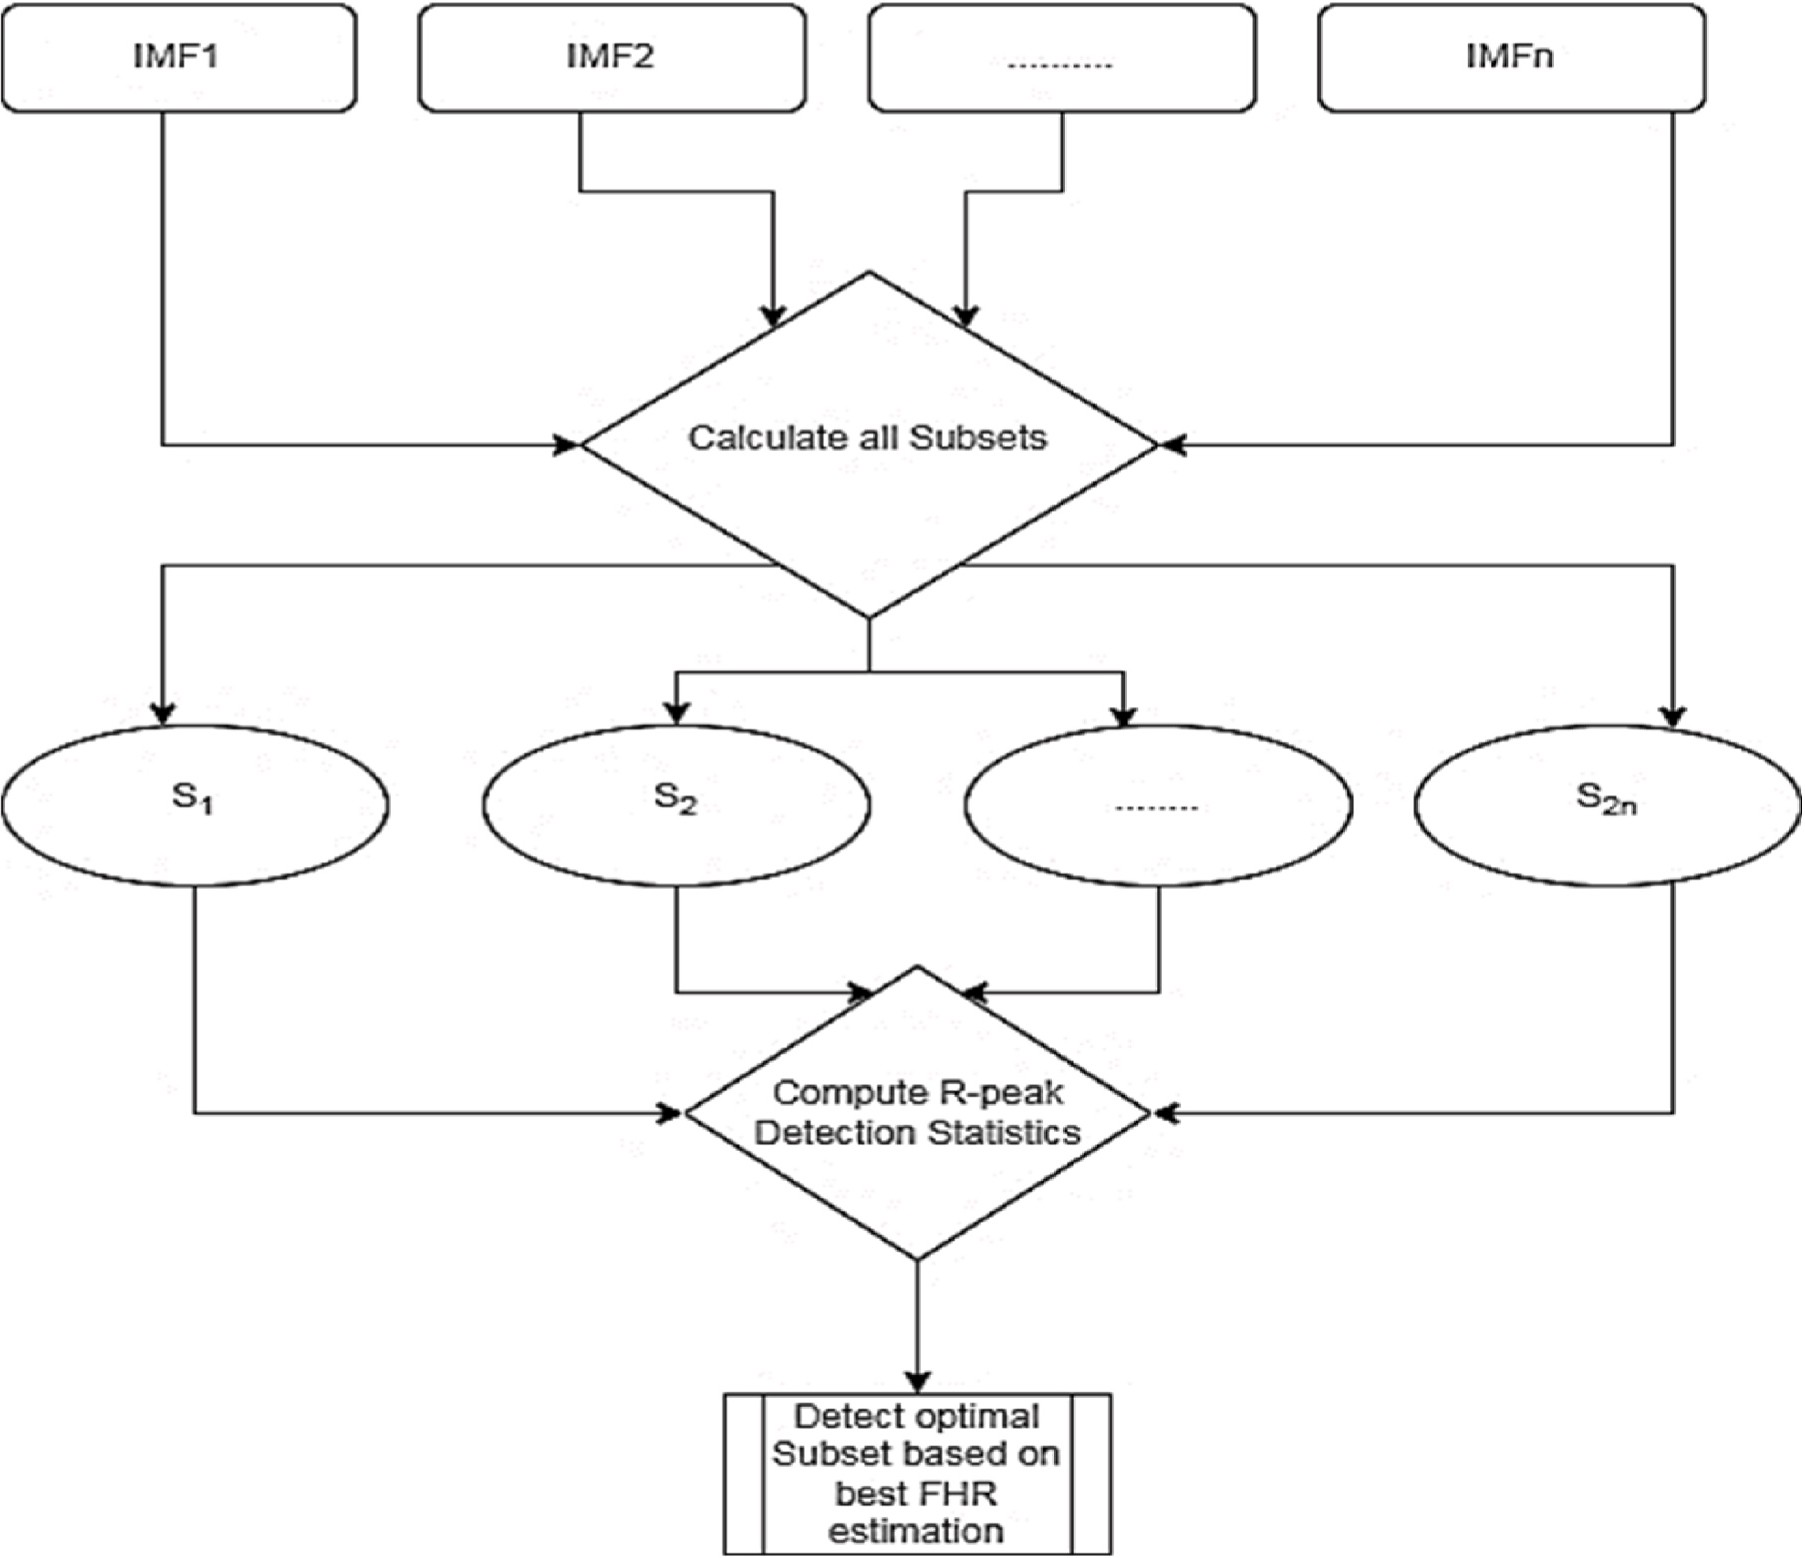 IMF1
IMF2
..........
IMFn
Calculate all Subsets
S1
S2
........
S2n
Compute R-peak
Detection Statistics
Detect optimal
Subset based on
best FHR
estimation